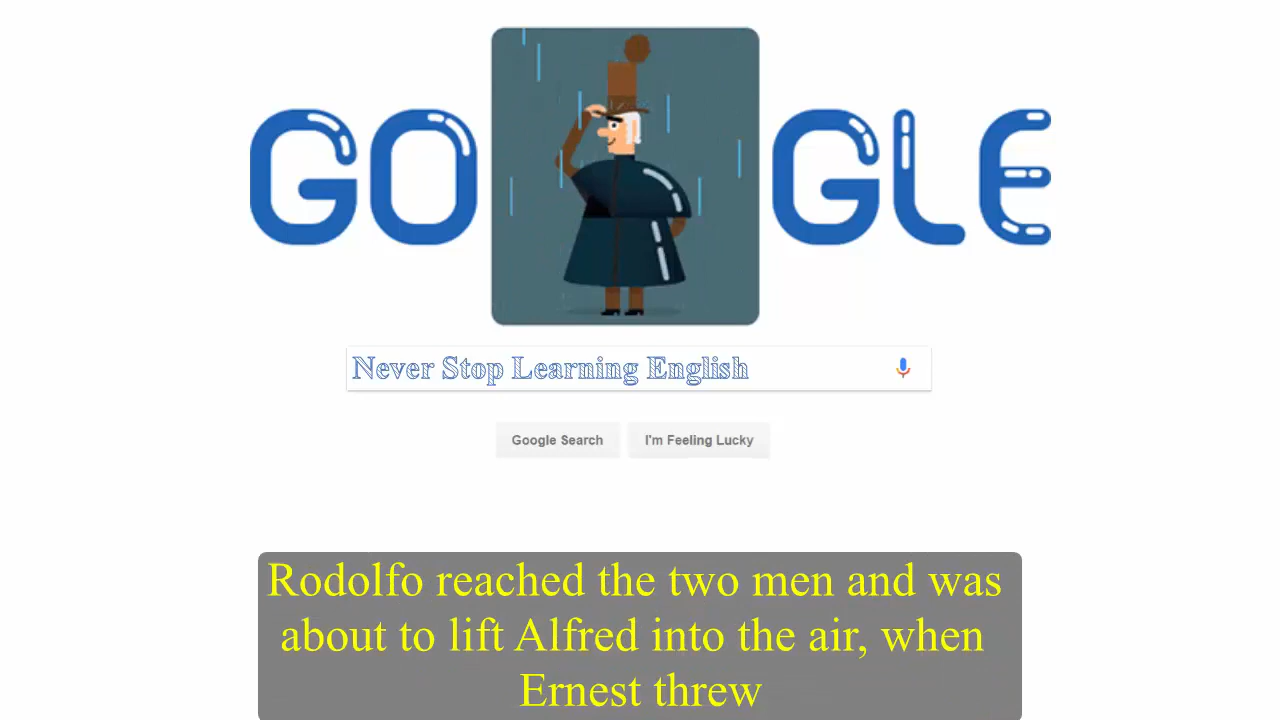 GO GLE
Never Stop Learning English
Google Search I'm Feeling Lucky
Rodolfo reached the two men and was
about to lift Alfred into the air, when
Ernest threw